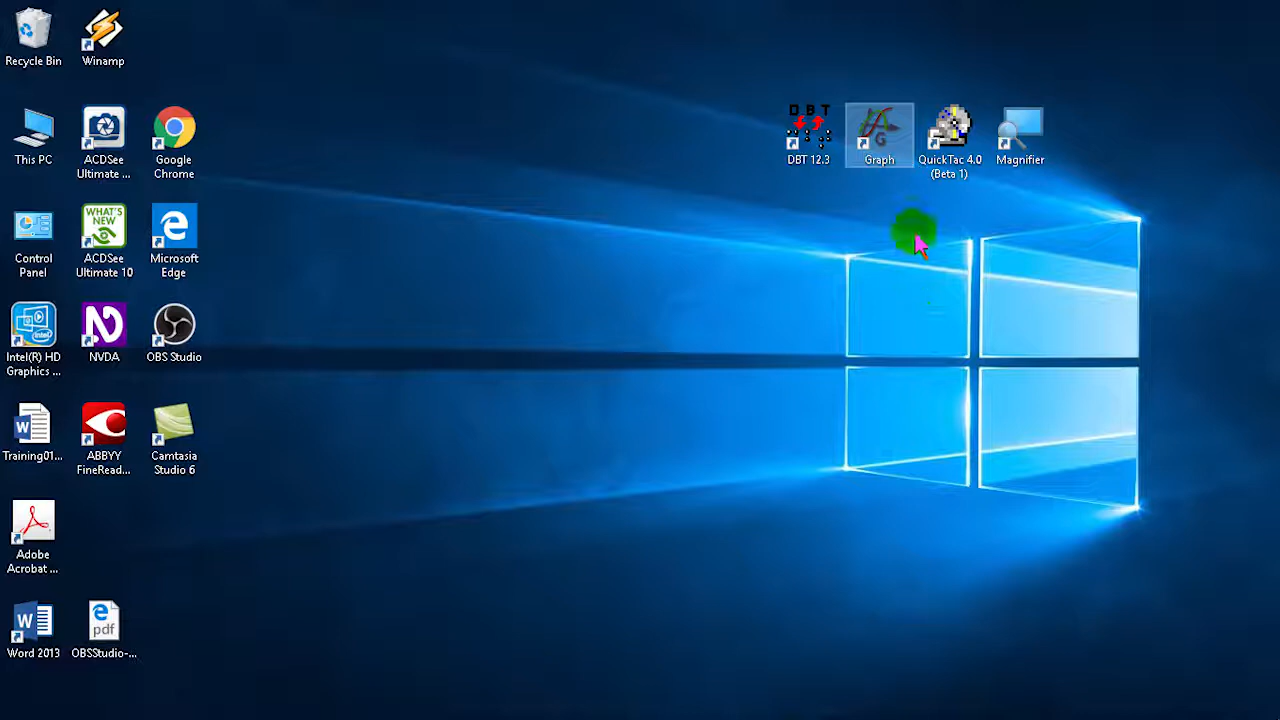 Recycle Bin
Winamp
This PC
ACDSee
Ultimate ...
Google
Chrome
D B T
DBT 12.3
G
Graph
QuickTac 4.0
(Beta 1)
Magnifier
Control
Panel
WHAT'S
NEW
ACDSee
Ultimate 10
Microsoft
Edge
Intel(R) HD
Graphics ...
NVDA
OBS Studio
W
Training01...
ABBYY
FineRead...
Camtasia
Studio 6
Adobe
Acrobat ...
W
Word 2013
pdf
OBSStudio-...